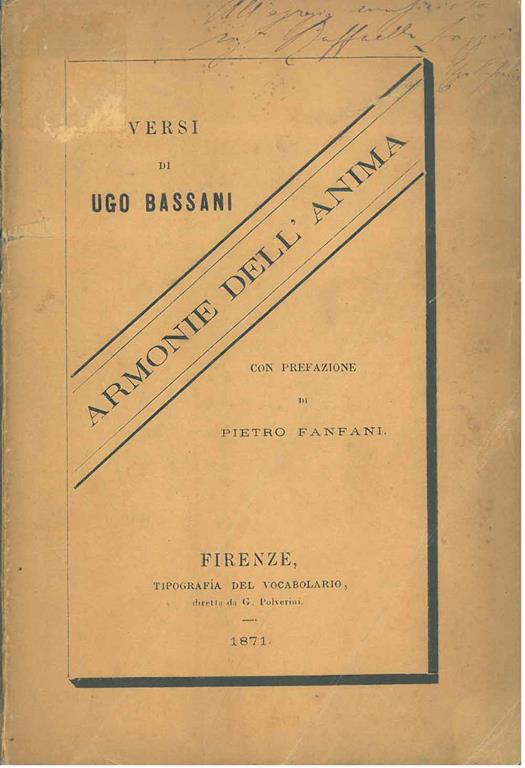 VERSI
DI
UGO BASSANI
ARMONIE DELL' ANIMA
CON PREFAZIONE
DI
PIETRO FANFANI.
FIRENZE,
TIPOGRAFÍA DEL VOCABOLARIO,
diretta da G. Polverini.
1871.